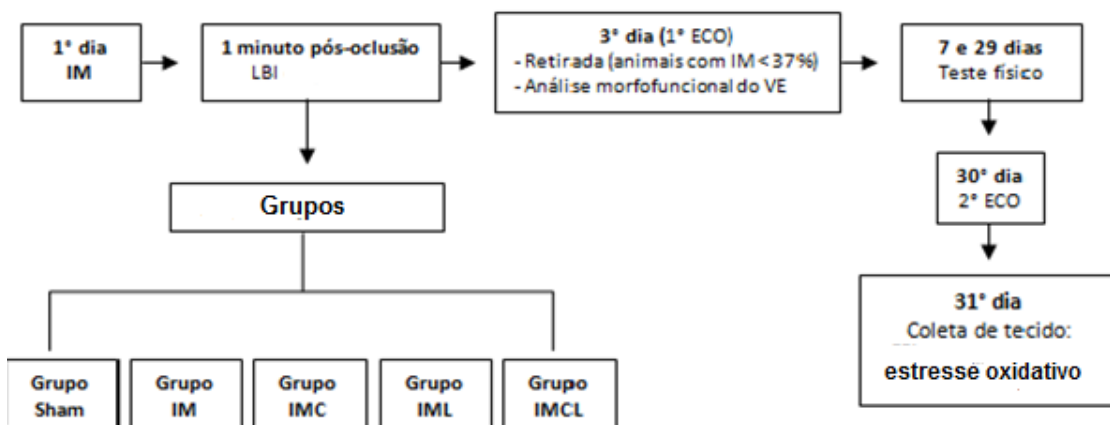 1° dia
IM
1 minuto pós-oclusão
LBI
3° dia (1° ECO)
- Retirada (animais com IM < 37%)
- Análise morfofuncional do VE
7 e 29 dias
Teste físico
30° dia
2° ECO
31° dia
Coleta de tecido:
estresse oxidativo
Grupos
Grupo
Sham
Grupo
IM
Grupo
IMC
Grupo
IML
Grupo
IMCL